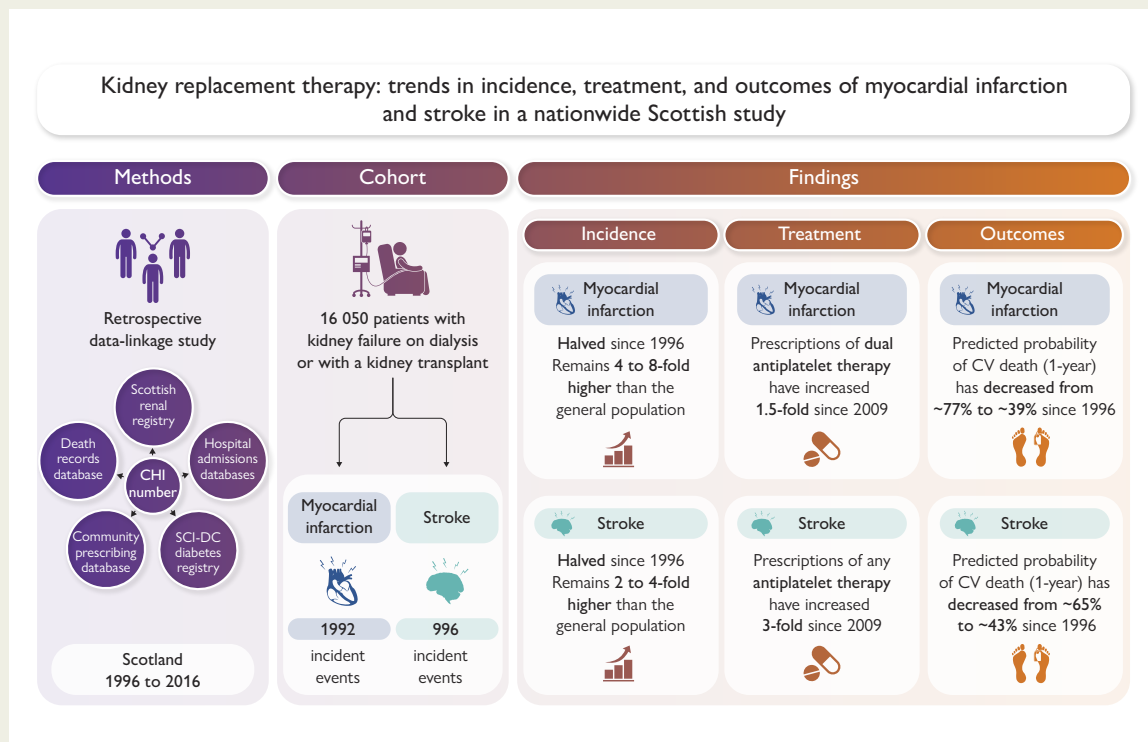 Kidney replacement therapy: trends in incidence, treatment, and outcomes of myocardial infarction
and stroke in a nationwide Scottish study
Methods
Retrospective
data-linkage study
Scottish
renal
registry
Death
records
database
Hospital
admissions
databases
CHI
number
Community
prescribing
database
SCI-DC
diabetes
registry
Scotland
1996 to 2016
Cohort
16 050 patients with
kidney failure on dialysis
or with a kidney transplant
Myocardial
infarction
1992
incident
events
Stroke
996
incident
events
Findings
Incidence
Myocardial
infarction
Halved since 1996
Remains 4 to 8-fold
higher than the
general population
Stroke
Halved since 1996
Remains 2 to 4-fold
higher than the
general population
Treatment
Myocardial
infarction
Prescriptions of dual
antiplatelet therapy
have increased
1.5-fold since 2009
Stroke
Prescriptions of any
antiplatelet therapy
have increased
3-fold since 2009
Outcomes
Myocardial
infarction
Predicted probability
of CV death (1-year)
has decreased from
~77% to ~39% since 1996
Stroke
Predicted probability
of CV death (1-year) has
decreased from ~65%
to ~43% since 1996